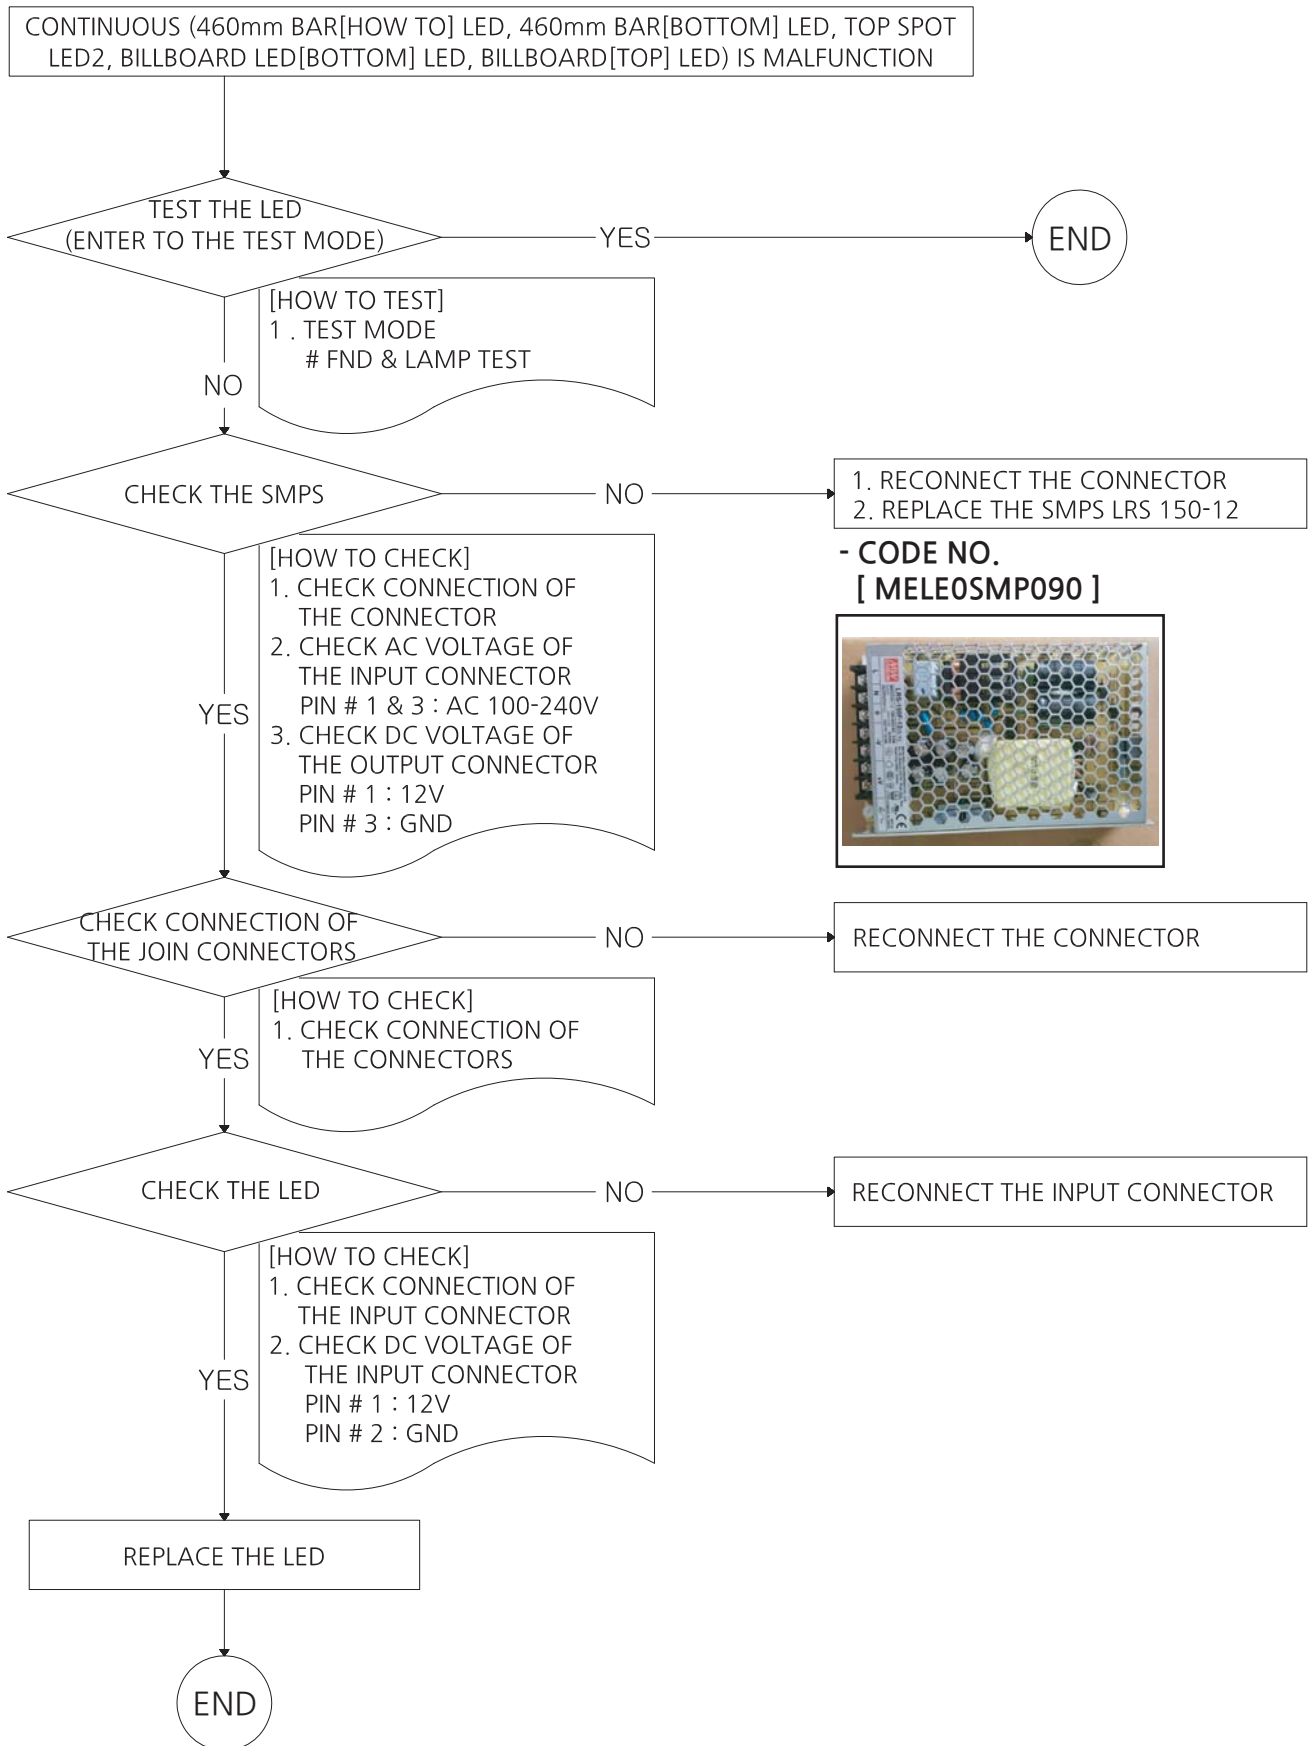 CONTINUOUS (460mm BAR[HOW TO] LED, 460mm BAR[BOTTOM] LED, TOP SPOT
LED2, BILLBOARD LED[BOTTOM] LED, BILLBOARD[TOP] LED) IS MALFUNCTION
TEST THE LED
(ENTER TO THE TEST MODE)
YES
END
[HOW TO TEST]
1 . TEST MODE
# FND & LAMP TEST
NO
CHECK THE SMPS
NO
1. RECONNECT THE CONNECTOR
2. REPLACE THE SMPS LRS 150-12
- CODE NO.
[ MELE0SMP090 ]
[HOW TO CHECK]
1. CHECK CONNECTION OF
THE CONNECTOR
2. CHECK AC VOLTAGE OF
THE INPUT CONNECTOR
PIN # 1 & 3 : AC 100-240V
3. CHECK DC VOLTAGE OF
THE OUTPUT CONNECTOR
PIN # 1 : 12V
PIN # 3 : GND
YES
CHECK CONNECTION OF
THE JOIN CONNECTORS
NO
RECONNECT THE CONNECTOR
[HOW TO CHECK]
1. CHECK CONNECTION OF
THE CONNECTORS
YES
CHECK THE LED
NO
RECONNECT THE INPUT CONNECTOR
[HOW TO CHECK]
1. CHECK CONNECTION OF
THE INPUT CONNECTOR
2. CHECK DC VOLTAGE OF
THE INPUT CONNECTOR
PIN # 1 : 12V
PIN # 2 : GND
YES
REPLACE THE LED
END